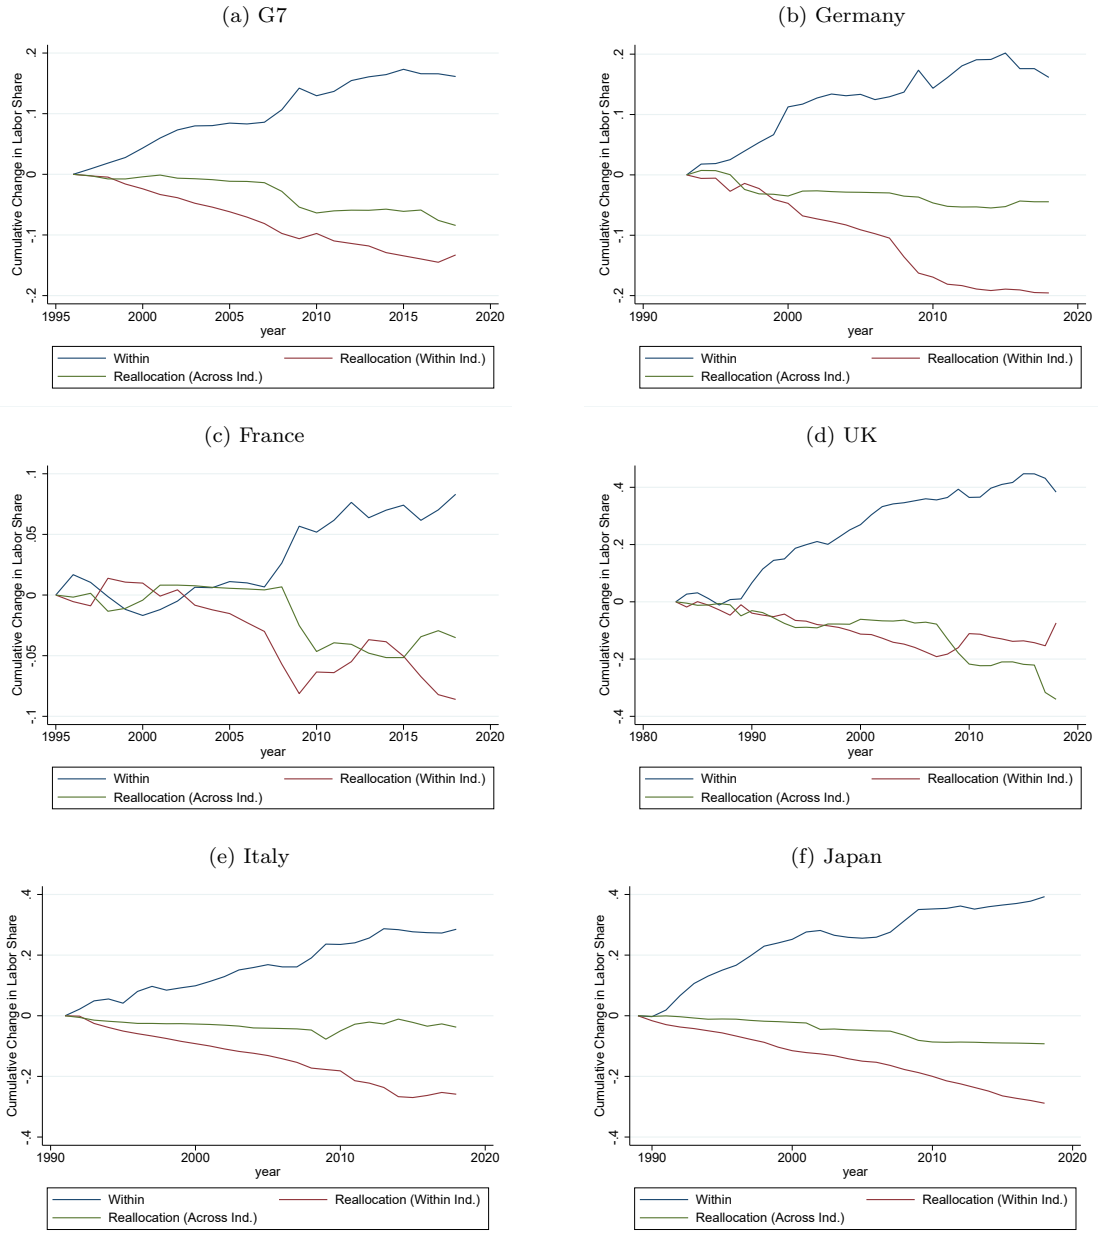 (a) G7
Cumulative Change in Labor Share
.2
.1
0
-.1
-.2
1995 2000 2005 2010 2015 2020
year
Within
Reallocation (Within Ind.)
Reallocation (Across Ind.)
(b) Germany
Cumulative Change in Labor Share
.2
.1
0
-.1
-.2
1990 2000 2010 2020
year
Within
Reallocation (Within Ind.)
Reallocation (Across Ind.)
(c) France
Cumulative Change in Labor Share
.1
.05
0
-.05
-.1
1995 2000 2005 2010 2015 2020
year
Within
Reallocation (Within Ind.)
Reallocation (Across Ind.)
(d) UK
Cumulative Change in Labor Share
.4
.2
0
-.2
-.4
1980 1990 2000 2010 2020
year
Within
Reallocation (Within Ind.)
Reallocation (Across Ind.)
(e) Italy
Cumulative Change in Labor Share
.4
.2
0
-.2
-.4
1990 2000 2010 2020
year
Within
Reallocation (Within Ind.)
Reallocation (Across Ind.)
(f) Japan
Cumulative Change in Labor Share
.4
.2
0
-.2
-.4
1990 2000 2010 2020
year
Within
Reallocation (Within Ind.)
Reallocation (Across Ind.)